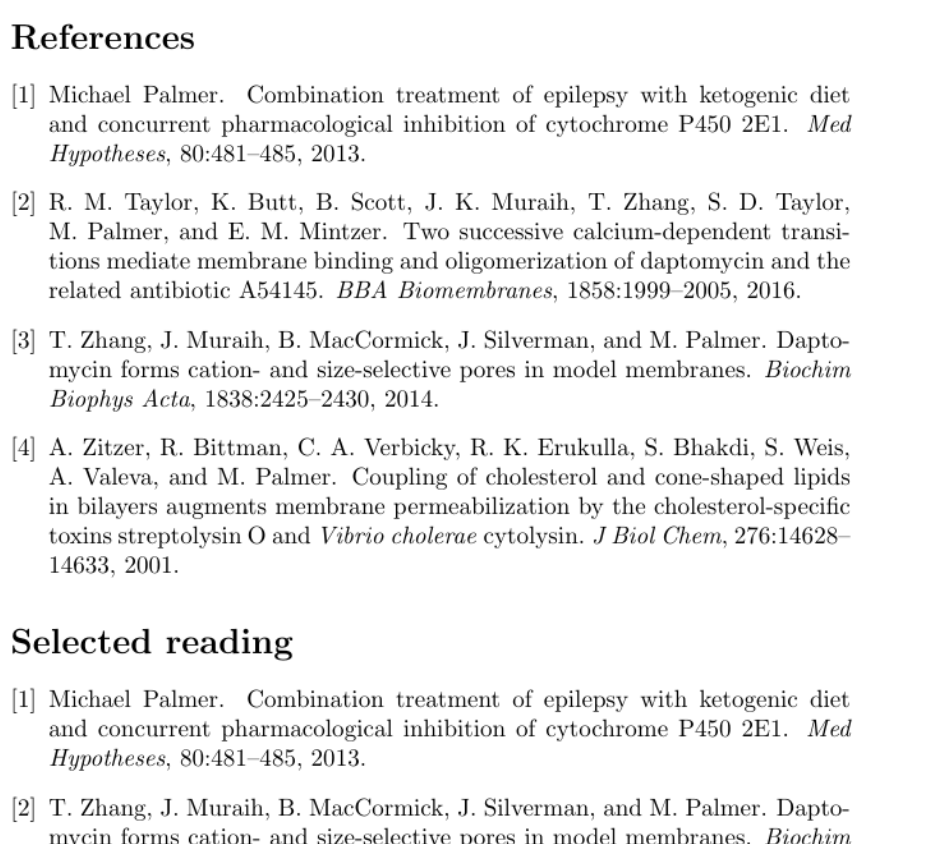 References
[1] Michael Palmer. Combination treatment of epilepsy with ketogenic diet
and concurrent pharmacological inhibition of cytochrome P450 2E1. Med
Hypotheses, 80:481–485, 2013.
[2] R. M. Taylor, K. Butt, B. Scott, J. K. Muraih, T. Zhang, S. D. Taylor,
M. Palmer, and E. M. Mintzer. Two successive calcium-dependent transi-
tions mediate membrane binding and oligomerization of daptomycin and the
related antibiotic A54145. BBA Biomembranes, 1858:1999–2005, 2016.
[3] T. Zhang, J. Muraih, B. MacCormick, J. Silverman, and M. Palmer. Dapto-
mycin forms cation- and size-selective pores in model membranes. Biochim
Biophys Acta, 1838:2425–2430, 2014.
[4] A. Zitzer, R. Bittman, C. A. Verbicky, R. K. Erukulla, S. Bhakdi, S. Weis,
A. Valeva, and M. Palmer. Coupling of cholesterol and cone-shaped lipids
in bilayers augments membrane permeabilization by the cholesterol-specific
toxins streptolysin O and Vibrio cholerae cytolysin. J Biol Chem, 276:14628–
14633, 2001.
Selected reading
[1] Michael Palmer. Combination treatment of epilepsy with ketogenic diet
and concurrent pharmacological inhibition of cytochrome P450 2E1. Med
Hypotheses, 80:481–485, 2013.
[2] T. Zhang, J. Muraih, B. MacCormick, J. Silverman, and M. Palmer. Dapto-
mycin forms cation- and size-selective pores in model membranes. Biochim